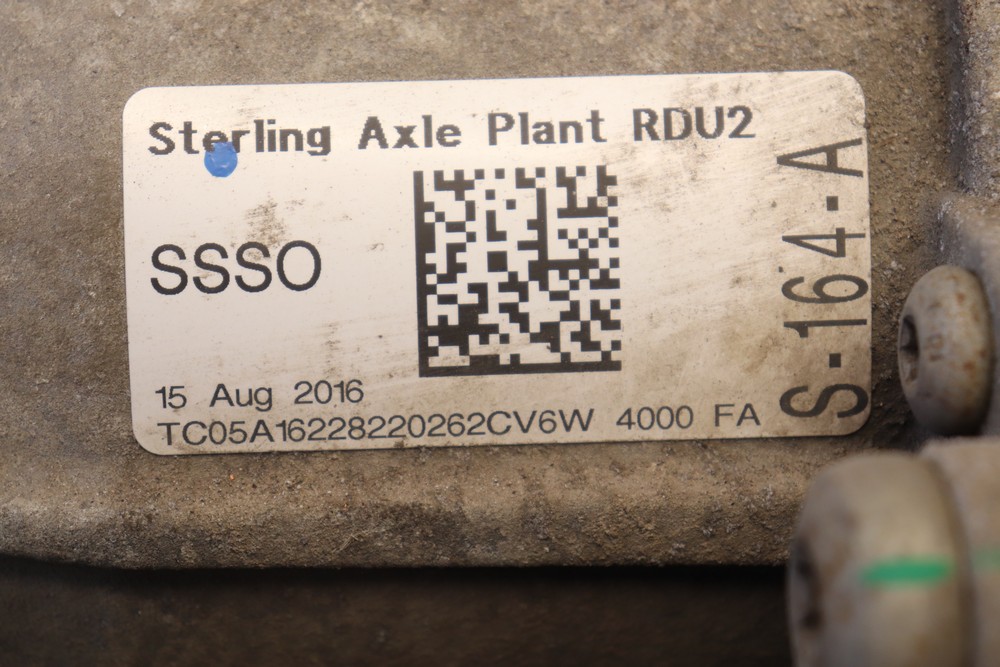 Sterling Axle Plant RDU2
SSSO
15 Aug 2016
TC05A16228220262CV6W 4000 FA
S-164-A